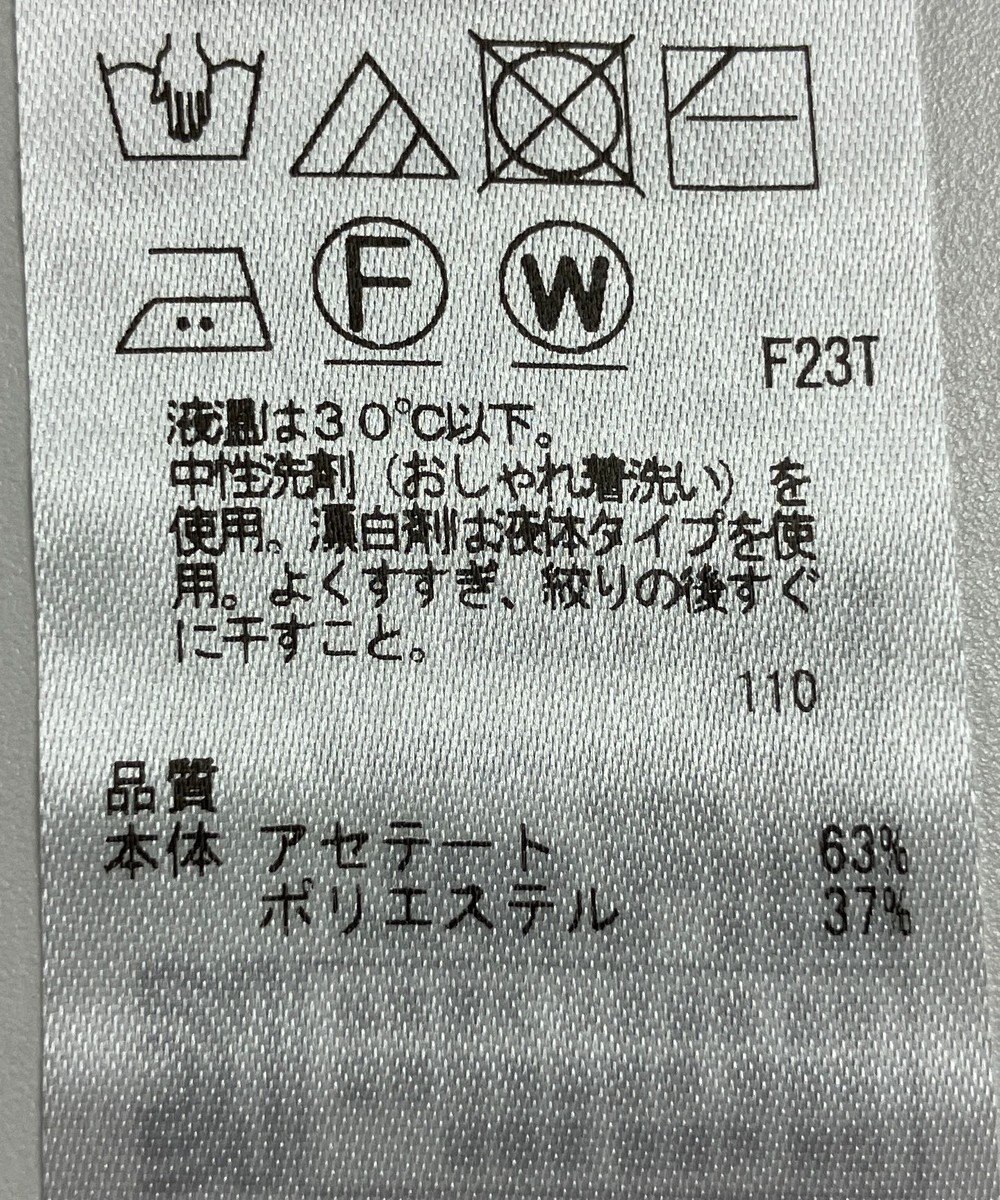 F
W
F23T
液温は30℃以下。
中性洗剤(おしゃれ着洗い)を
使用。漂白剤は液体タイプを使
用。よくすすぎ、絞りの後すぐ
に干すこと。
110
品質
本体 アセテート 63%
ポリエステル 37%